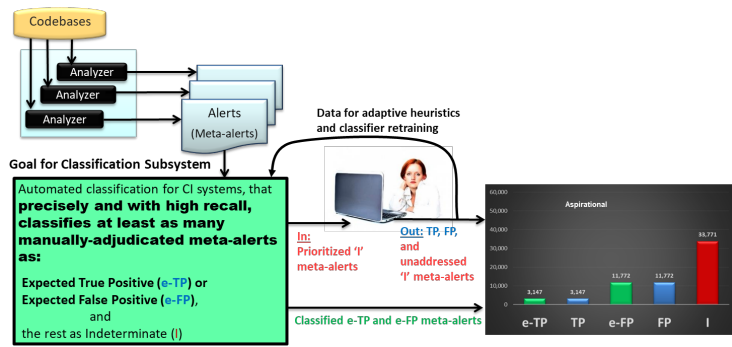 Codebases
Analyzer
Analyzer
Analyzer
Alerts
(Meta-alerts)
Data for adaptive heuristics
and classifier retraining
Goal for Classification Subsystem
Automated classification for CI systems, that
precisely and with high recall,
classifies at least as many
manually-adjudicated meta-alerts
as:
Expected True Positive (e-TP) or
Expected False Positive (e-FP),
and
the rest as Indeterminate (I)
In:
Prioritized 'I'
meta-alerts
Out: TP, FP,
and
unaddressed
'I' meta-alerts
Classified e-TP and e-FP meta-alerts
Aspirational
60,000
50,000
40,000
30,000
20,000
10,000
0
3,147
3,147
11,772
11,772
33,771
e-TP TP e-FP FP I